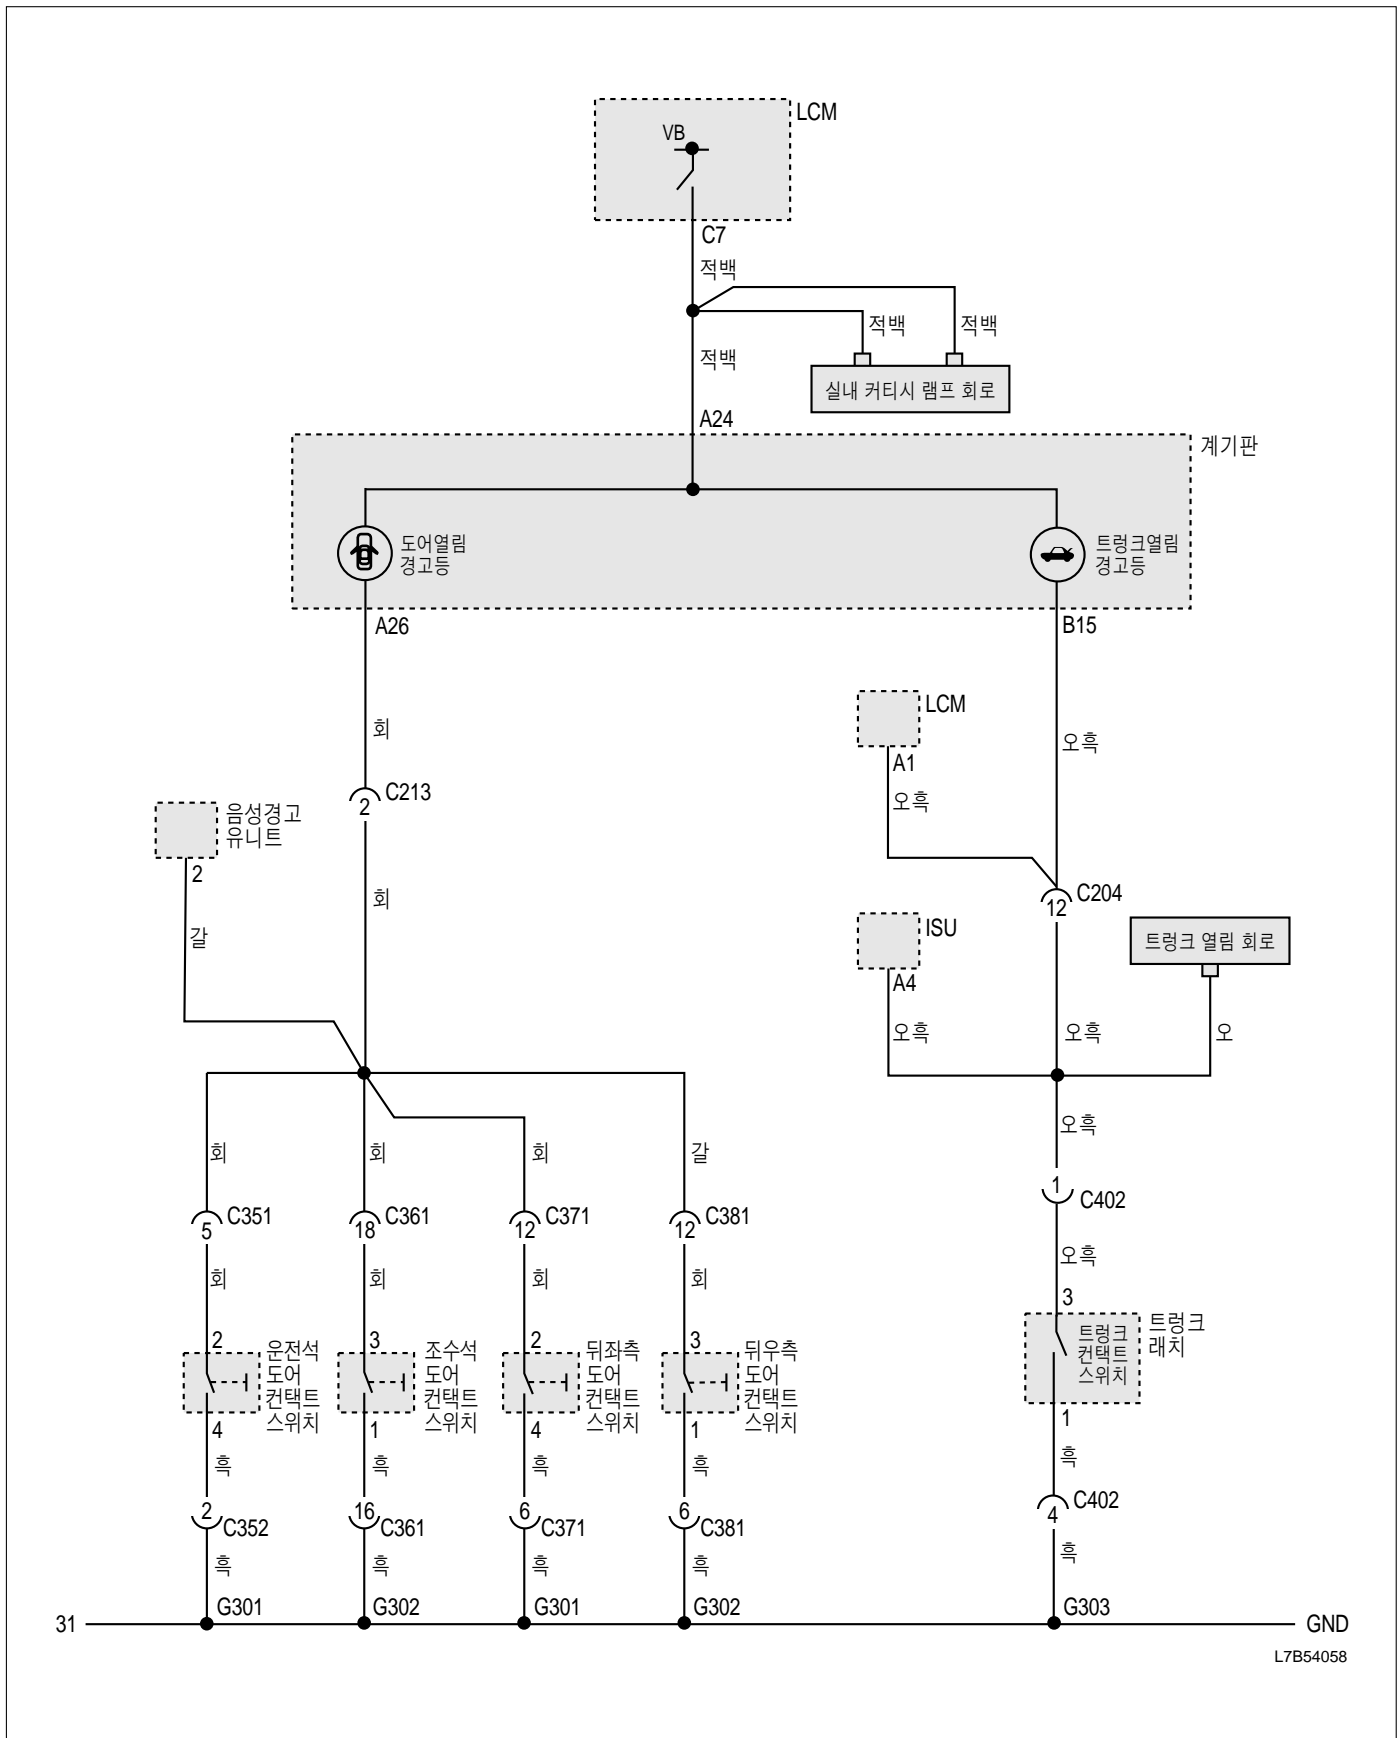 LCM
VB
C7
적백
적백
적백
적백
실내 커티시 램프 회로
A24
계기판
도어열림
경고등
트렁크열림
경고등
A26
B15
LCM
회
오흑
A1
C213
2
오흑
음성경고
유니트
2
회
C204
12
갈
ISU
트렁크 열림 회로
A4
오흑
오흑
오
오흑
회
회
회
갈
1
C402
C351
5
C361
18
C371
12
C381
12
오흑
회
회
회
회
3
트렁크
래치
트렁크
컨택트
스위치
2
운전석
도어
컨택트
스위치
3
조수석
도어
컨택트
스위치
2
뒤좌측
도어
컨택트
스위치
3
뒤우측
도어
컨택트
스위치
1
4
1
4
1
흑
흑
흑
흑
흑
2
C352
16
C361
6
C371
6
C381
C402
4
흑
흑
흑
흑
흑
31
G301
G302
G301
G302
G303
GND
L7B54058